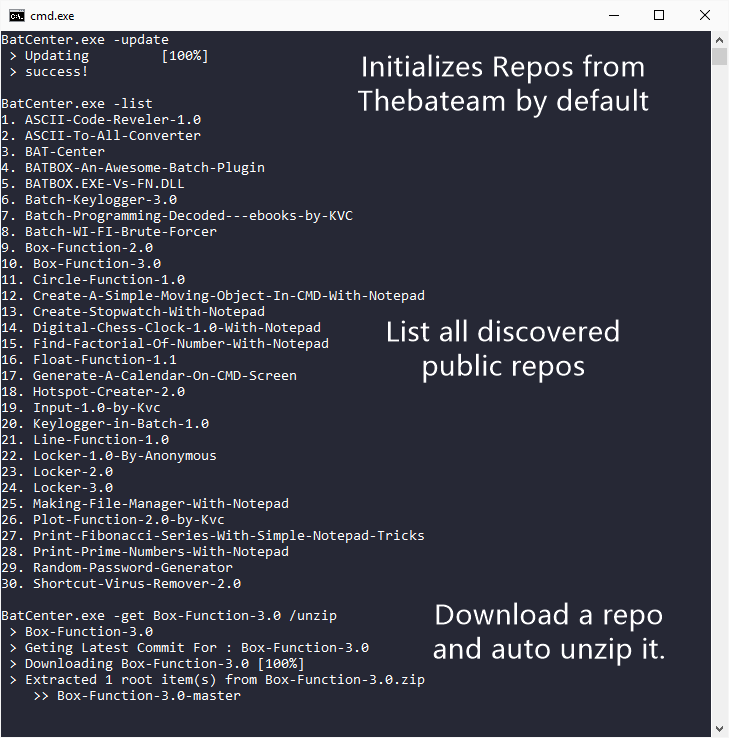 cmd.exe
BatCenter.exe -update
> Updating [100%]
> success!
Initializes Repos from
Thebateam by default
BatCenter.exe -list
1. ASCII-Code-Reveler-1.0
2. ASCII-To-All-Converter
3. BAT-Center
4. BATBOX-An-Awesome-Batch-Plugin
5. BATBOX.EXE-Vs-FN.DLL
6. Batch-Keylogger-3.0
7. Batch-Programming-Decoded---ebooks-by-KVC
8. Batch-WI-FI-Brute-Forcer
9. Box-Function-2.0
10. Box-Function-3.0
11. Circle-Function-1.0
12. Create-A-Simple-Moving-Object-In-CMD-With-Notepad
13. Create-Stopwatch-With-Notepad
14. Digital-Chess-Clock-1.0-With-Notepad
15. Find-Factorial-Of-Number-With-Notepad
16. Float-Function-1.1
17. Generate-A-Calendar-On-CMD-Screen
18. Hotspot-Creater-2.0
19. Input-1.0-by-Kvc
20. Keylogger-in-Batch-1.0
21. Line-Function-1.0
22. Locker-1.0-By-Anonymous
23. Locker-2.0
24. Locker-3.0
25. Making-File-Manager-With-Notepad
26. Plot-Function-2.0-by-Kvc
27. Print-Fibonacci-Series-With-Simple-Notepad-Tricks
28. Print-Prime-Numbers-With-Notepad
29. Random-Password-Generator
30. Shortcut-Virus-Remover-2.0
List all discovered
public repos
BatCenter.exe -get Box-Function-3.0 /unzip
> Box-Function-3.0
> Geting Latest Commit For : Box-Function-3.0
> Downloading Box-Function-3.0 [100%]
> Extracted 1 root item(s) from Box-Function-3.0.zip
>> Box-Function-3.0-master
Download a repo
and auto unzip it.